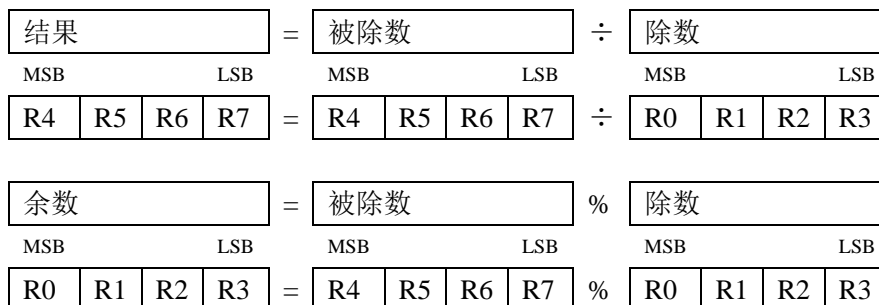 结果 = 被除数 ÷ 除数
MSB LSB MSB LSB MSB LSB
R4 R5 R6 R7 = R4 R5 R6 R7 ÷ R0 R1 R2 R3
余数 = 被除数 % 除数
MSB LSB MSB LSB MSB LSB
R0 R1 R2 R3 = R4 R5 R6 R7 % R0 R1 R2 R3